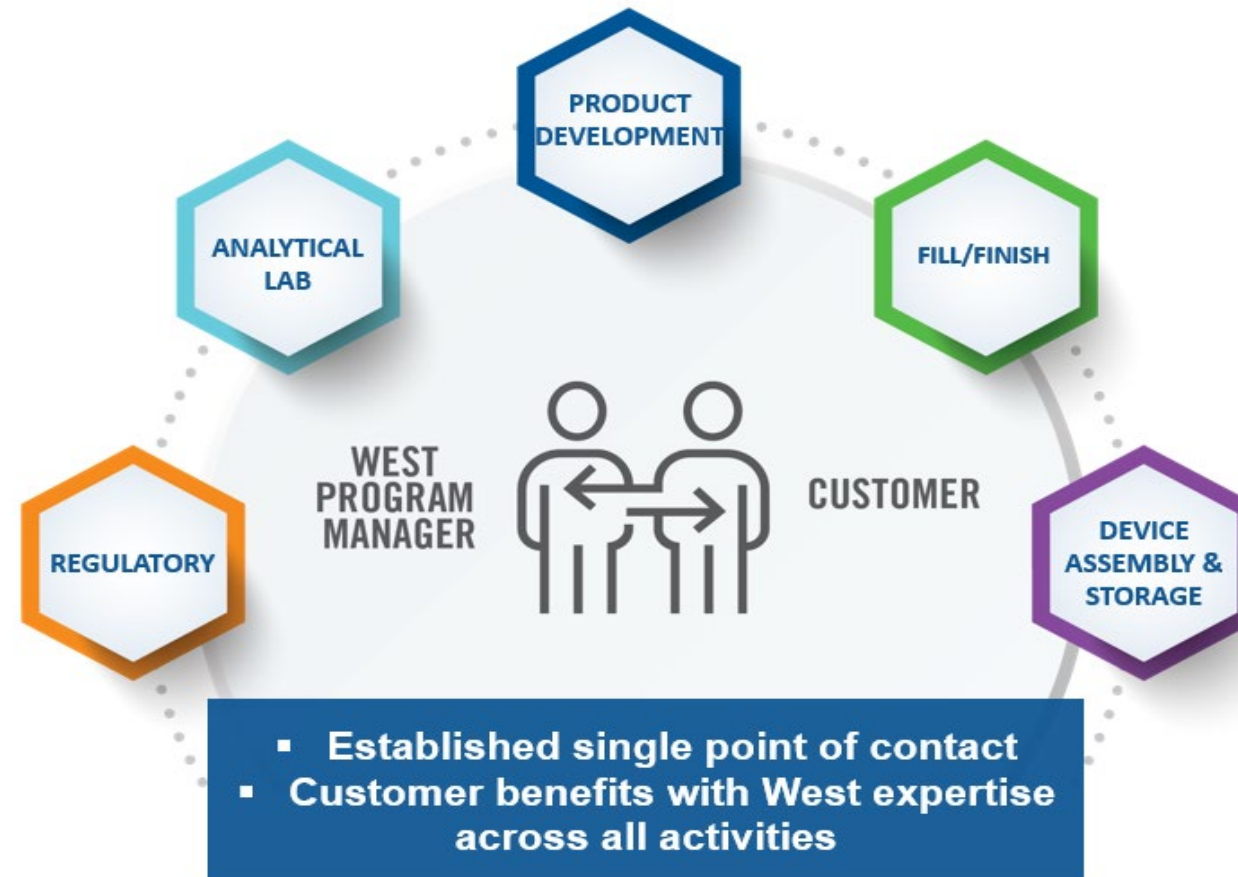 PRODUCT
DEVELOPMENT
ANALYTICAL
LAB
FILL/FINISH
WEST
PROGRAM
MANAGER
CUSTOMER
REGULATORY
DEVICE
ASSEMBLY &
STORAGE
▪ Established single point of contact
▪ Customer benefits with West expertise
across all activities